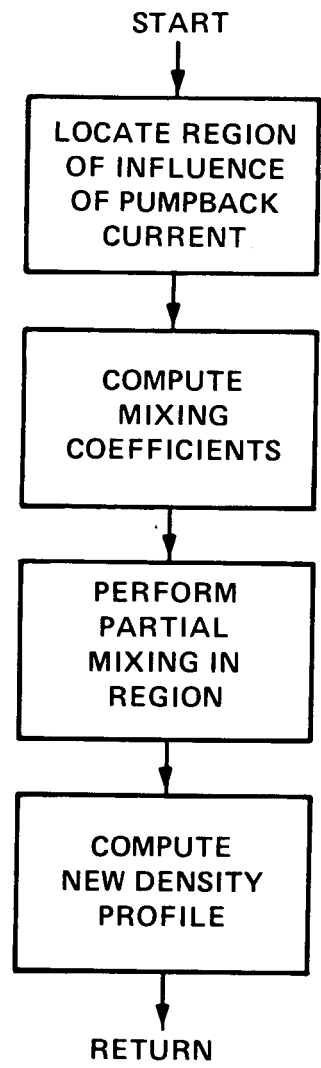 START
LOCATE REGION
OF INFLUENCE
OF PUMPBACK
CURRENT
COMPUTE
MIXING
COEFFICIENTS
PERFORM
PARTIAL
MIXING IN
REGION
COMPUTE
NEW DENSITY
PROFILE
RETURN